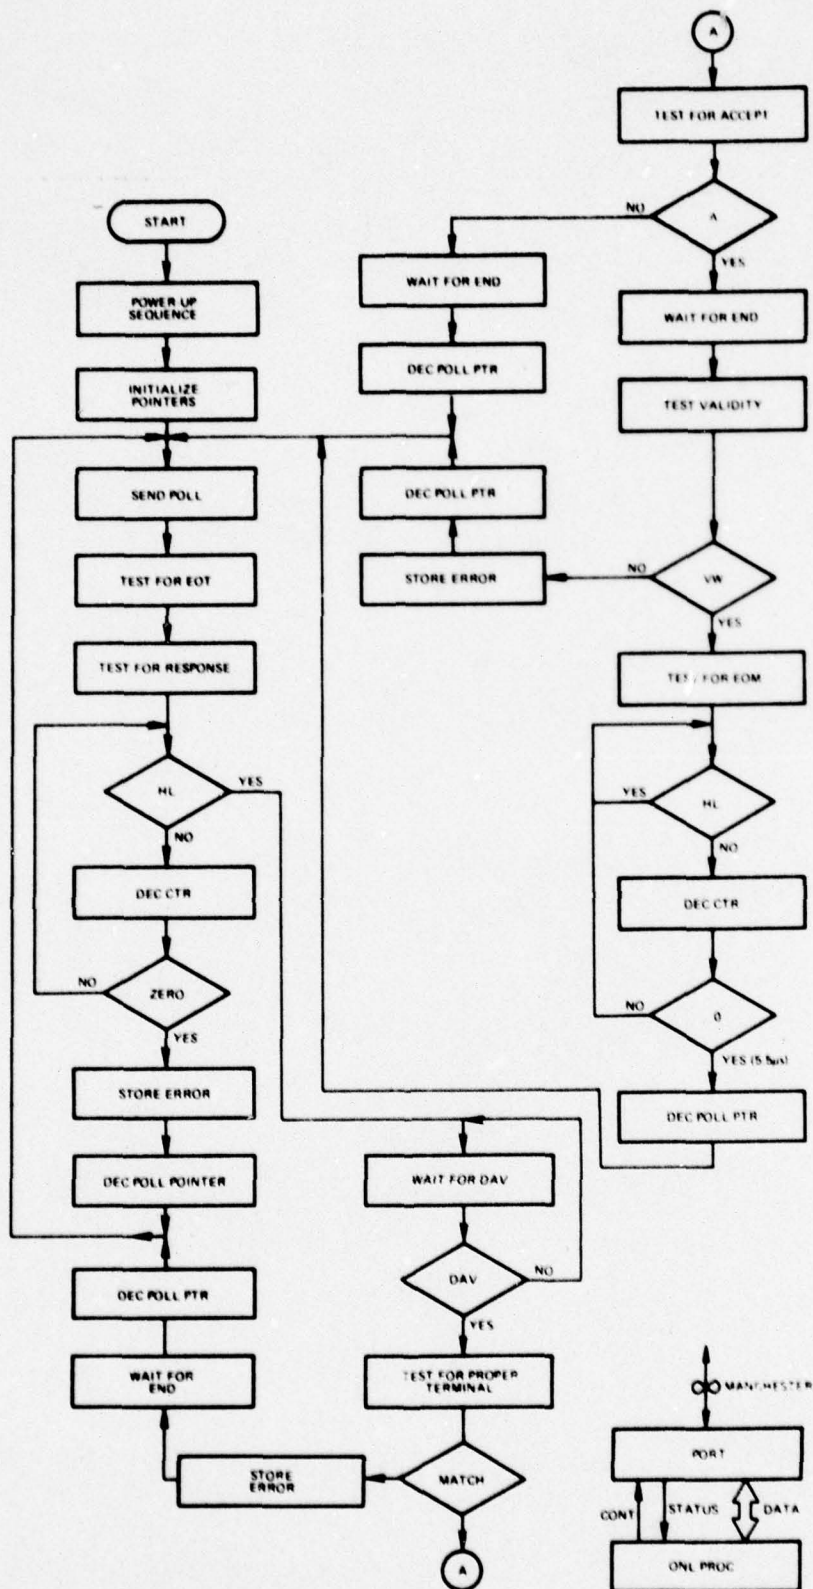 START
POWER-UP
SEQUENCE
INITIALIZE
POINTERS
SEND POLL
TEST FOR EOT
TEST FOR RESPONSE
HL
YES
NO
DEC CTR
NO
ZERO
YES
STORE ERROR
DEC POLL POINTER
DEC POLL PTR
WAIT FOR
END
STORE
ERROR
WAIT FOR END
DEC POLL PTR
DEC POLL PTR
STORE ERROR
WAIT FOR DAV
DAV
NO
YES
TEST FOR PROPER
TERMINAL
MATCH
A
A
TEST FOR ACCEPT
NO
A
YES
WAIT FOR END
TEST VALIDITY
NO
VW
YES
TEST FOR EOM
YES
HL
NO
DEC CTR
NO
0
YES (5.5μs)
DEC POLL PTR
MANCHESTER
PORT
CONT
STATUS
DATA
ONL PROC